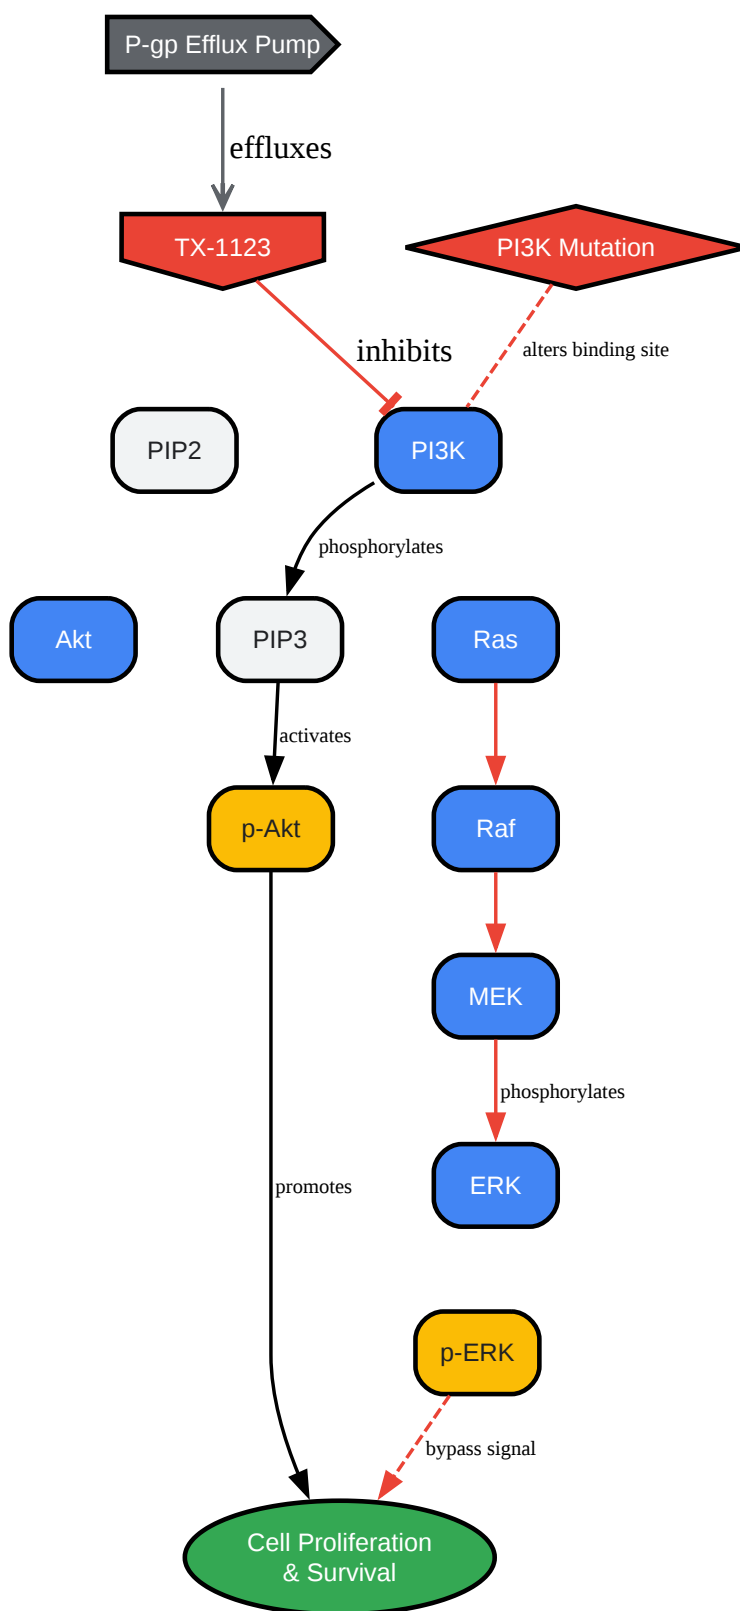 P-gp Efflux Pump
effluxes
TX-1123
PI3K Mutation
inhibits
alters binding site
PIP2
PI3K
phosphorylates
Akt
PIP3
Ras
activates
p-Akt
Raf
MEK
phosphorylates
promotes
ERK
p-ERK
bypass signal
Cell Proliferation
& Survival